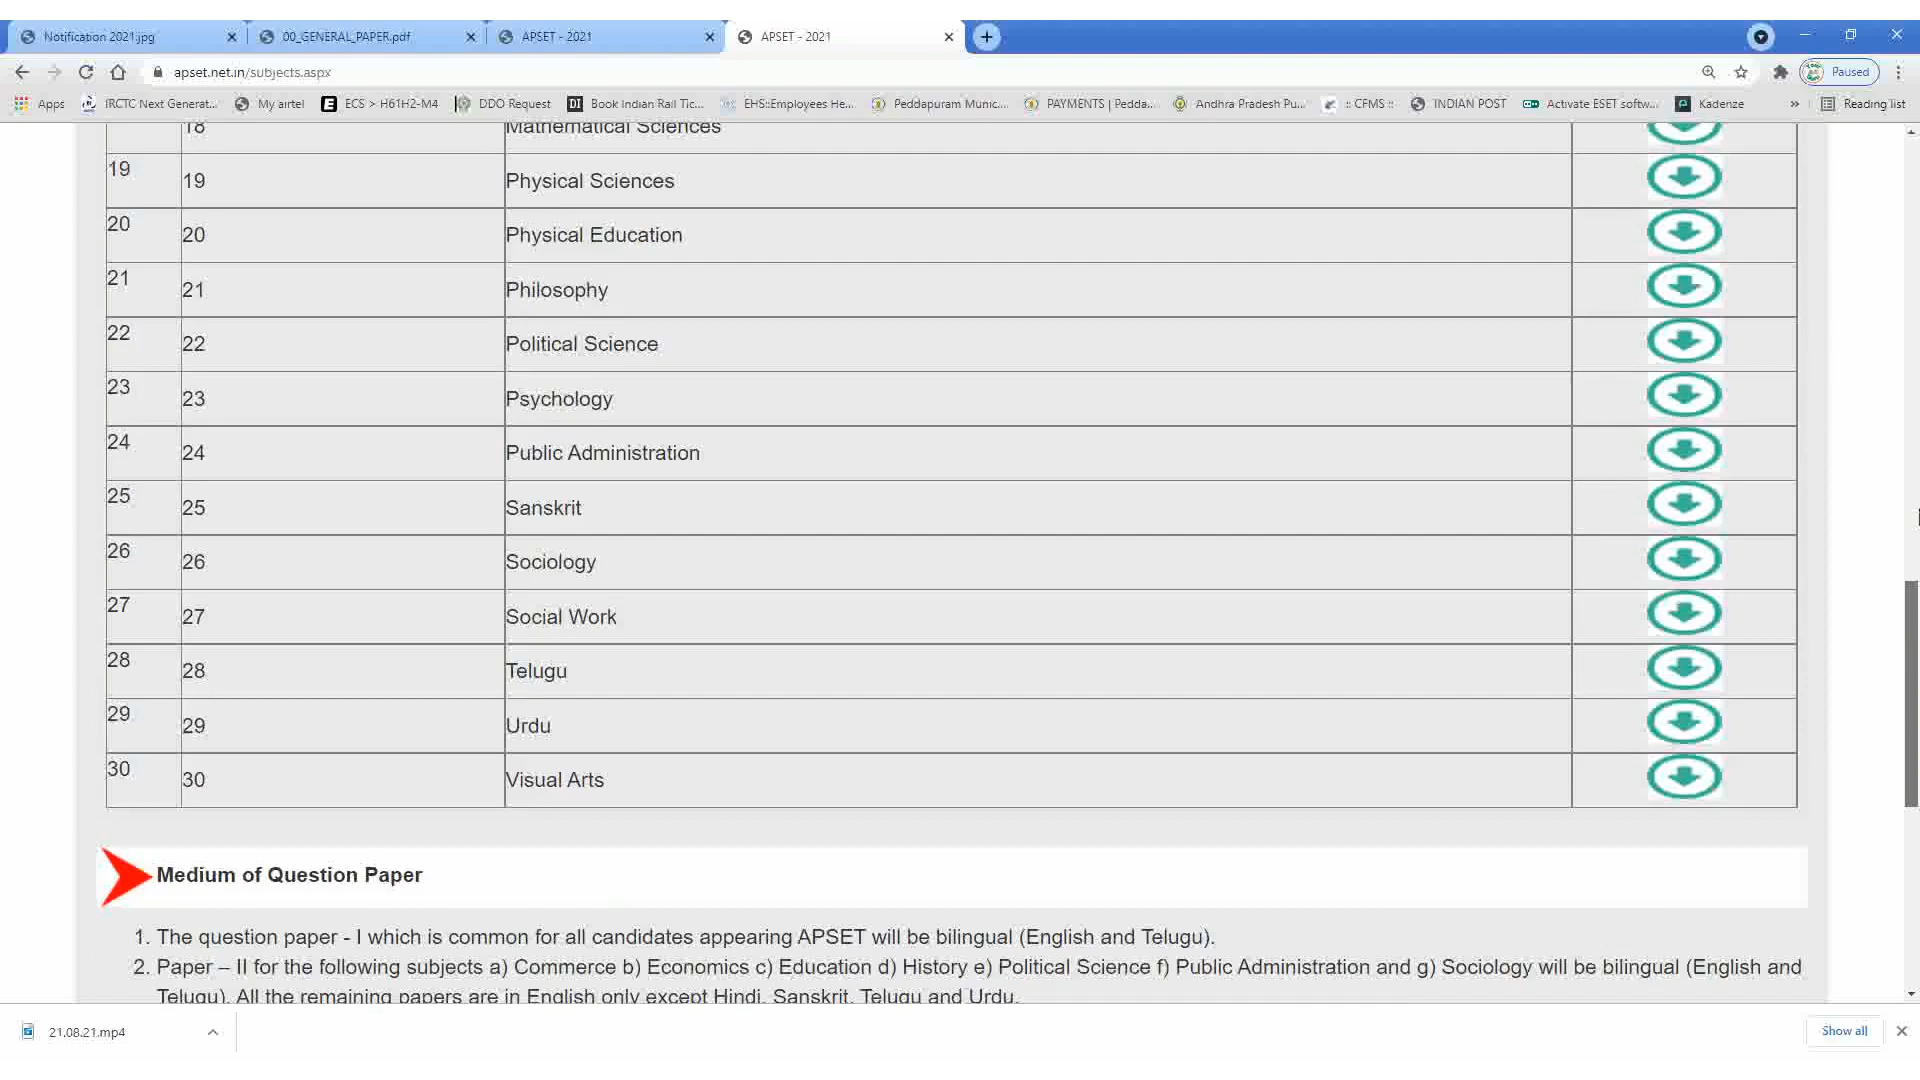 Notification 2021.jpg
00_GENERAL_PAPER.pdf
APSET - 2021
APSET - 2021
apset.net.in/subjects.aspx
Paused
Apps
IRCTC Next Generat...
My airtel
ECS > H61H2-M4
DDO Request
Book Indian Rail Tic...
EHS::Employees He...
Peddapuram Munic...
PAYMENTS | Pedda...
Andhra Pradesh Pu...
:: CFMS ::
INDIAN POST
Activate ESET softw...
Kadenze
»
Reading list
18 Mathematical Sciences
19 19 Physical Sciences
20 20 Physical Education
21 21 Philosophy
22 22 Political Science
23 23 Psychology
24 24 Public Administration
25 25 Sanskrit
26 26 Sociology
27 27 Social Work
28 28 Telugu
29 29 Urdu
30 30 Visual Arts
Medium of Question Paper
1. The question paper - I which is common for all candidates appearing APSET will be bilingual (English and Telugu).
2. Paper – II for the following subjects a) Commerce b) Economics c) Education d) History e) Political Science f) Public Administration and g) Sociology will be bilingual (English and
Telugu). All the remaining papers are in English only except Hindi, Sanskrit, Telugu and Urdu.
21.08.21.mp4
Show all